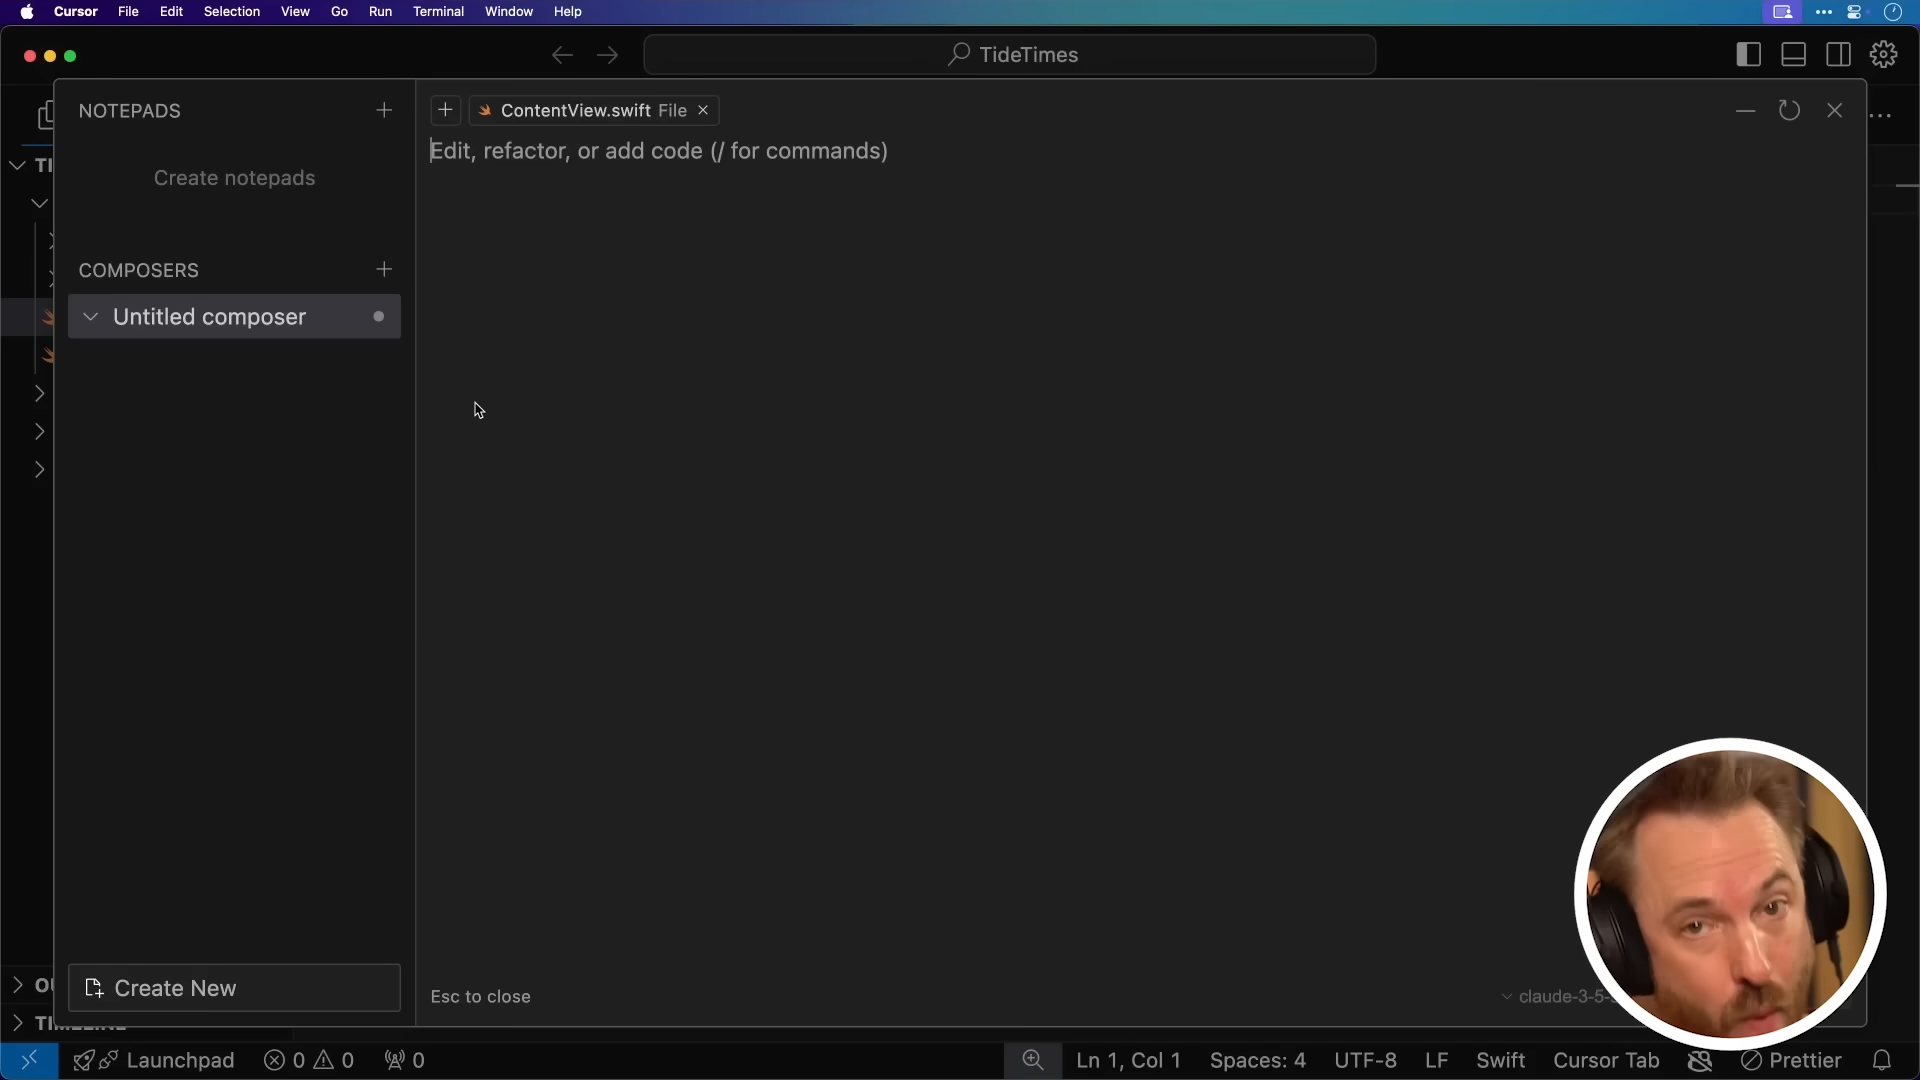 Cursor File Edit Selection View Go Run Terminal Window Help
TideTimes
NOTEPADS
ContentView.swift File
Edit, refactor, or add code (/ for commands)
Create notepads
COMPOSERS
Untitled composer
Create New
Esc to close
claude-3-5-
Launchpad 0 0 0 Ln 1, Col 1 Spaces: 4 UTF-8 LF Swift Cursor Tab Prettier